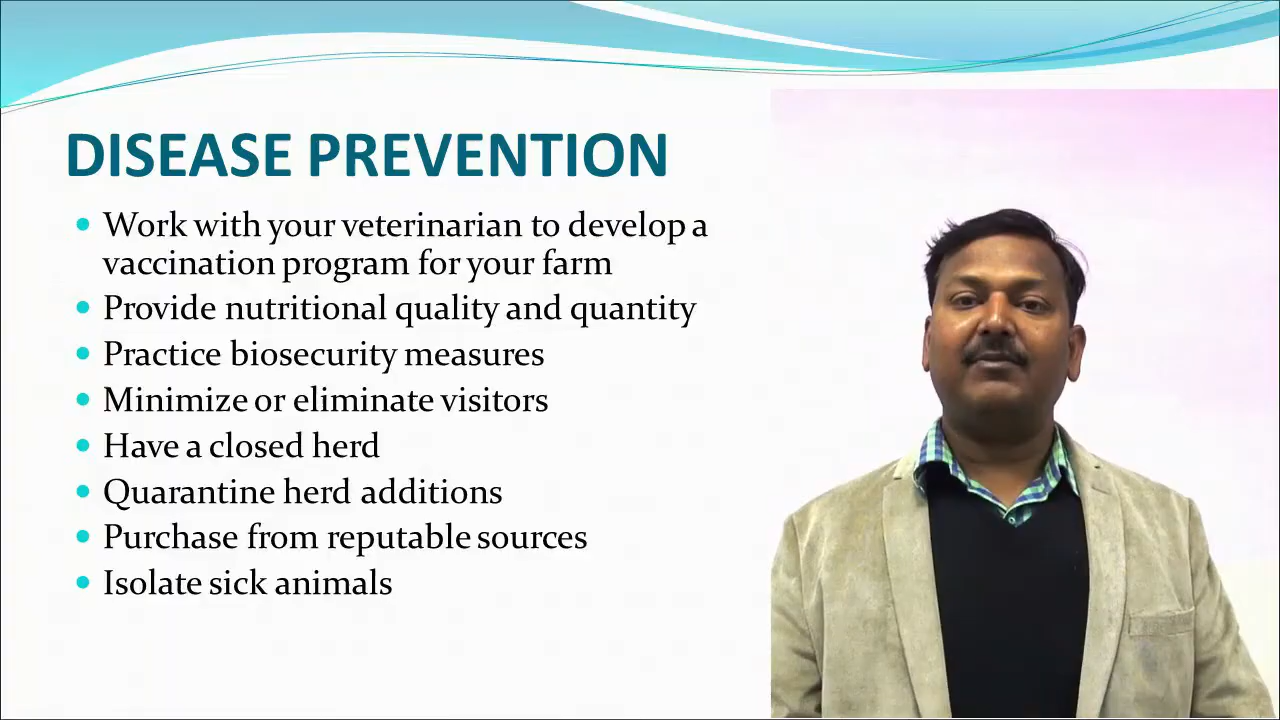 DISEASE PREVENTION
• Work with your veterinarian to develop a
vaccination program for your farm
• Provide nutritional quality and quantity
• Practice biosecurity measures
• Minimize or eliminate visitors
• Have a closed herd
• Quarantine herd additions
• Purchase from reputable sources
• Isolate sick animals